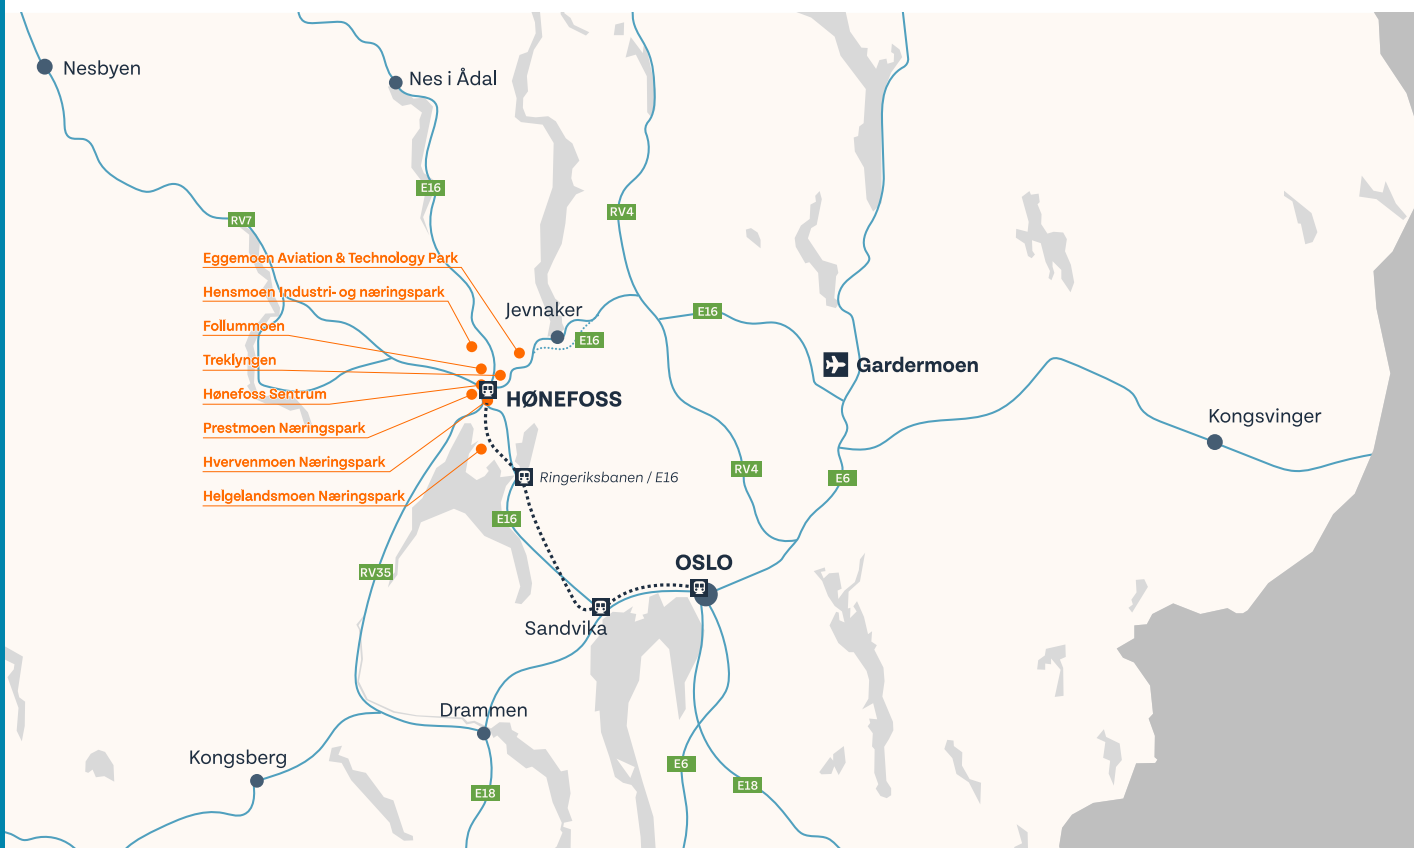 Nesbyen
Nes i Ådal
E16
RV7
RV4
Eggemoen Aviation & Technology Park
Hensmoen Industri- og næringspark
Jevnaker
E16
Follummoen
E16
Treklyngen
Gardermoen
Hønefoss Sentrum
HØNEFOSS
Kongsvinger
Prestmoen Næringspark
Hvervenmoen Næringspark
RV4
Ringeriksbanen / E16
E6
Helgelandsmoen Næringspark
E16
OSLO
RV35
Sandvika
Drammen
Kongsberg
E6
E18
E18